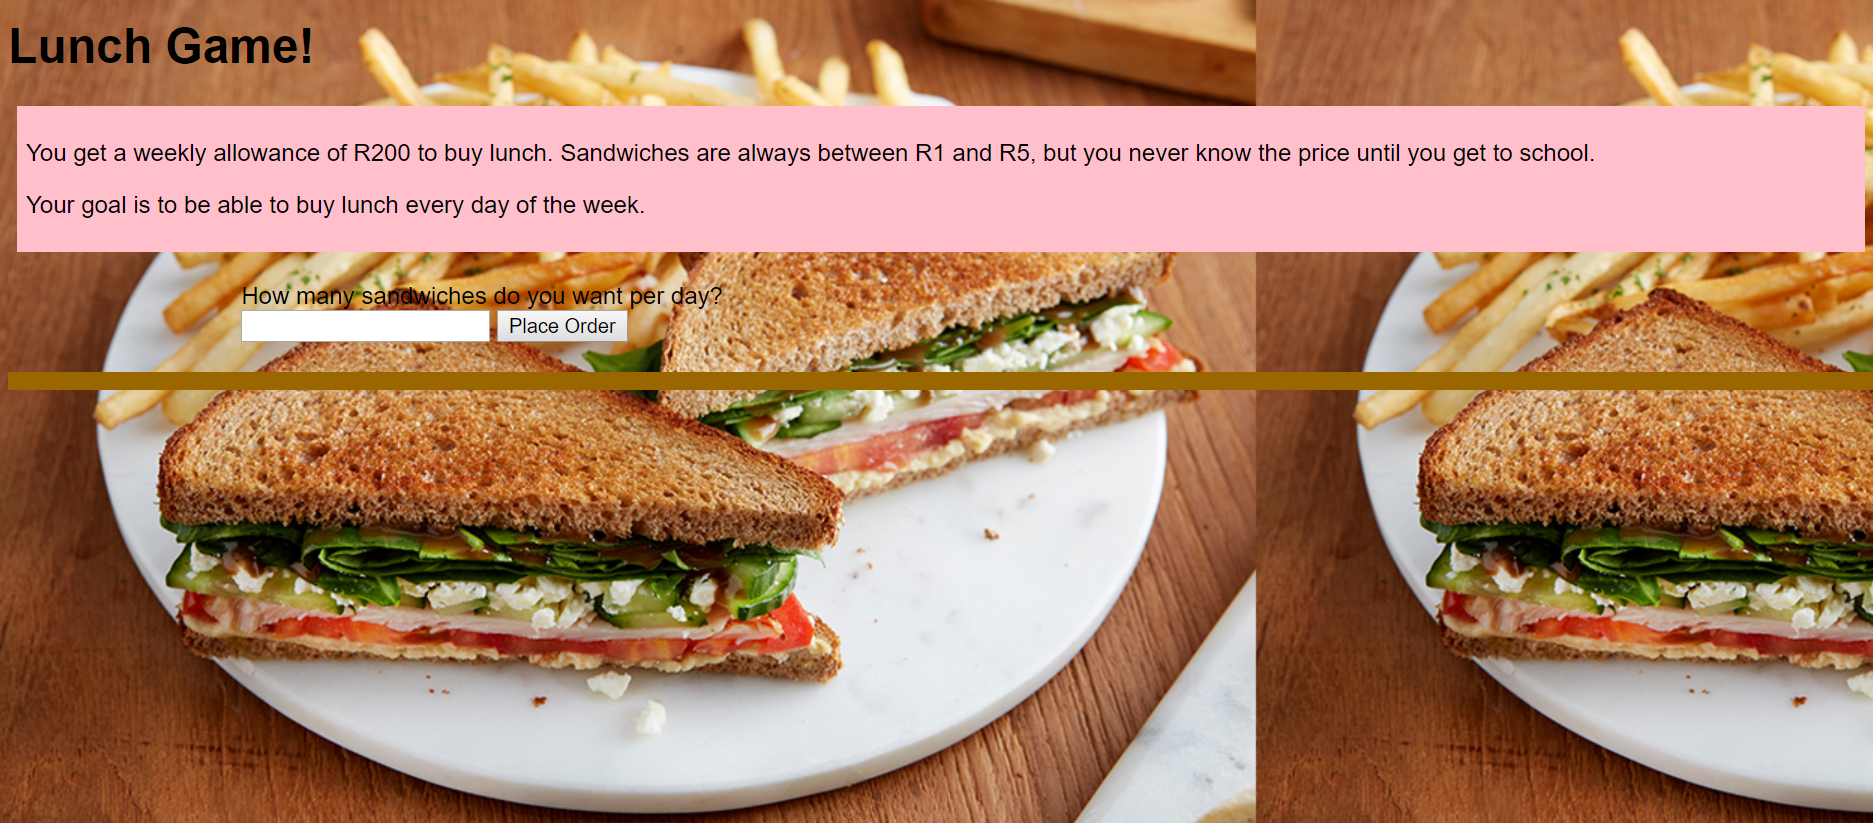 Lunch Game!
You get a weekly allowance of R200 to buy lunch. Sandwiches are always between R1 and R5, but you never know the price until you get to school.
Your goal is to be able to buy lunch every day of the week.
How many sandwiches do you want per day?
Place Order